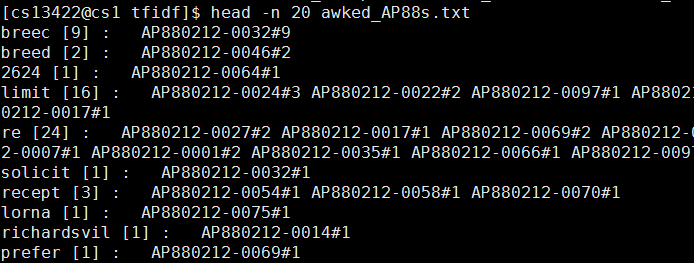 [cs13422@cs1 tfidf]$ head -n 20 awked_AP88s.txt
breec [9] :   AP880212-0032#9
breed [2] :   AP880212-0046#2
2624 [1] :   AP880212-0064#1
limit [16] :   AP880212-0024#3 AP880212-0022#2 AP880212-0097#1 AP8802
0212-0017#1
re [24] :   AP880212-0027#2 AP880212-0017#1 AP880212-0069#2 AP880212-
2-0007#1 AP880212-0001#2 AP880212-0035#1 AP880212-0066#1 AP880212-009
solicit [1] :   AP880212-0032#1
recept [3] :   AP880212-0054#1 AP880212-0058#1 AP880212-0070#1
lorna [1] :   AP880212-0075#1
richardsvil [1] :   AP880212-0014#1
prefer [1] :   AP880212-0069#1